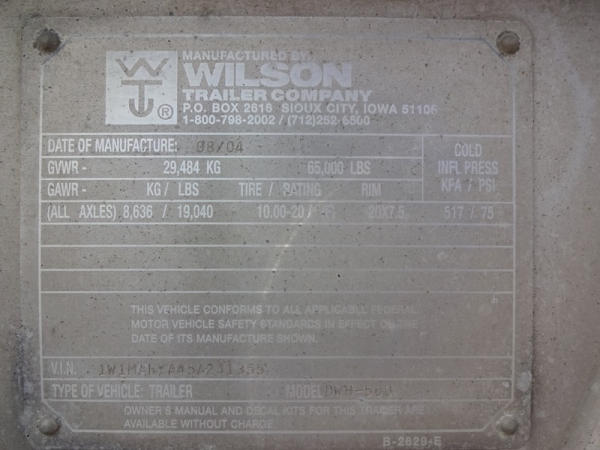 MANUFACTURED BY:
WILSON
TRAILER COMPANY
P.O. BOX 2616 SIOUX CITY, IOWA 51106
1-800-798-2002 / (712)252-6500
WT ®
DATE OF MANUFACTURE: 08/04
GVWR - 29,484 KG 65,000 LBS
COLD
INFL PRESS
KFA / PSI
GAWR - KG / LBS TIRE / RATING RIM
(ALL AXLES) 8,636 / 19,040 10.00-20 / 20X7.5 517 / 75
THIS VEHICLE CONFORMS TO ALL APPLICABLE FEDERAL
MOTOR VEHICLE SAFETY STANDARDS IN EFFECT ON THE
DATE OF ITS MANUFACTURE SHOWN.
V.I.N.
TYPE OF VEHICLE: TRAILER MODEL
OWNER'S MANUAL AND DECAL KITS FOR THIS TRAILER ARE
AVAILABLE WITHOUT CHARGE
B-2629-E